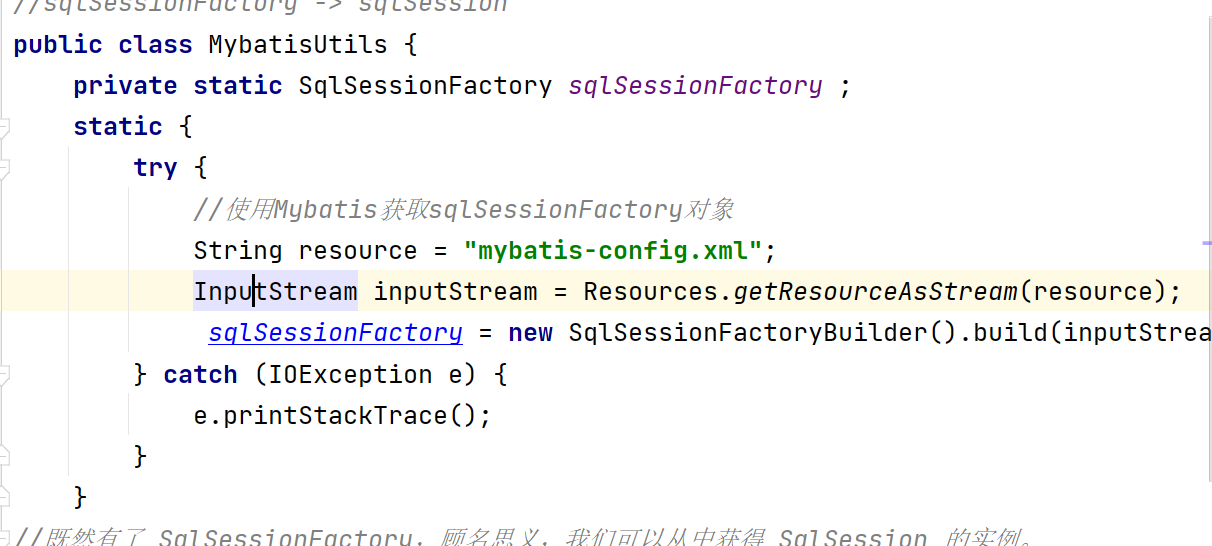 //sqlSessionFactory -> sqlSession
public class MybatisUtils {
    private static SqlSessionFactory sqlSessionFactory ;
    static {
        try {
            //使用Mybatis获取sqlSessionFactory对象
            String resource = "mybatis-config.xml";
            InputStream inputStream = Resources.getResourceAsStream(resource);
             sqlSessionFactory = new SqlSessionFactoryBuilder().build(inputStrea
        } catch (IOException e) {
            e.printStackTrace();
        }
    }
//既然有了 SqlSessionFactory，顾名思义，我们可以从中获得 SqlSession 的实例。